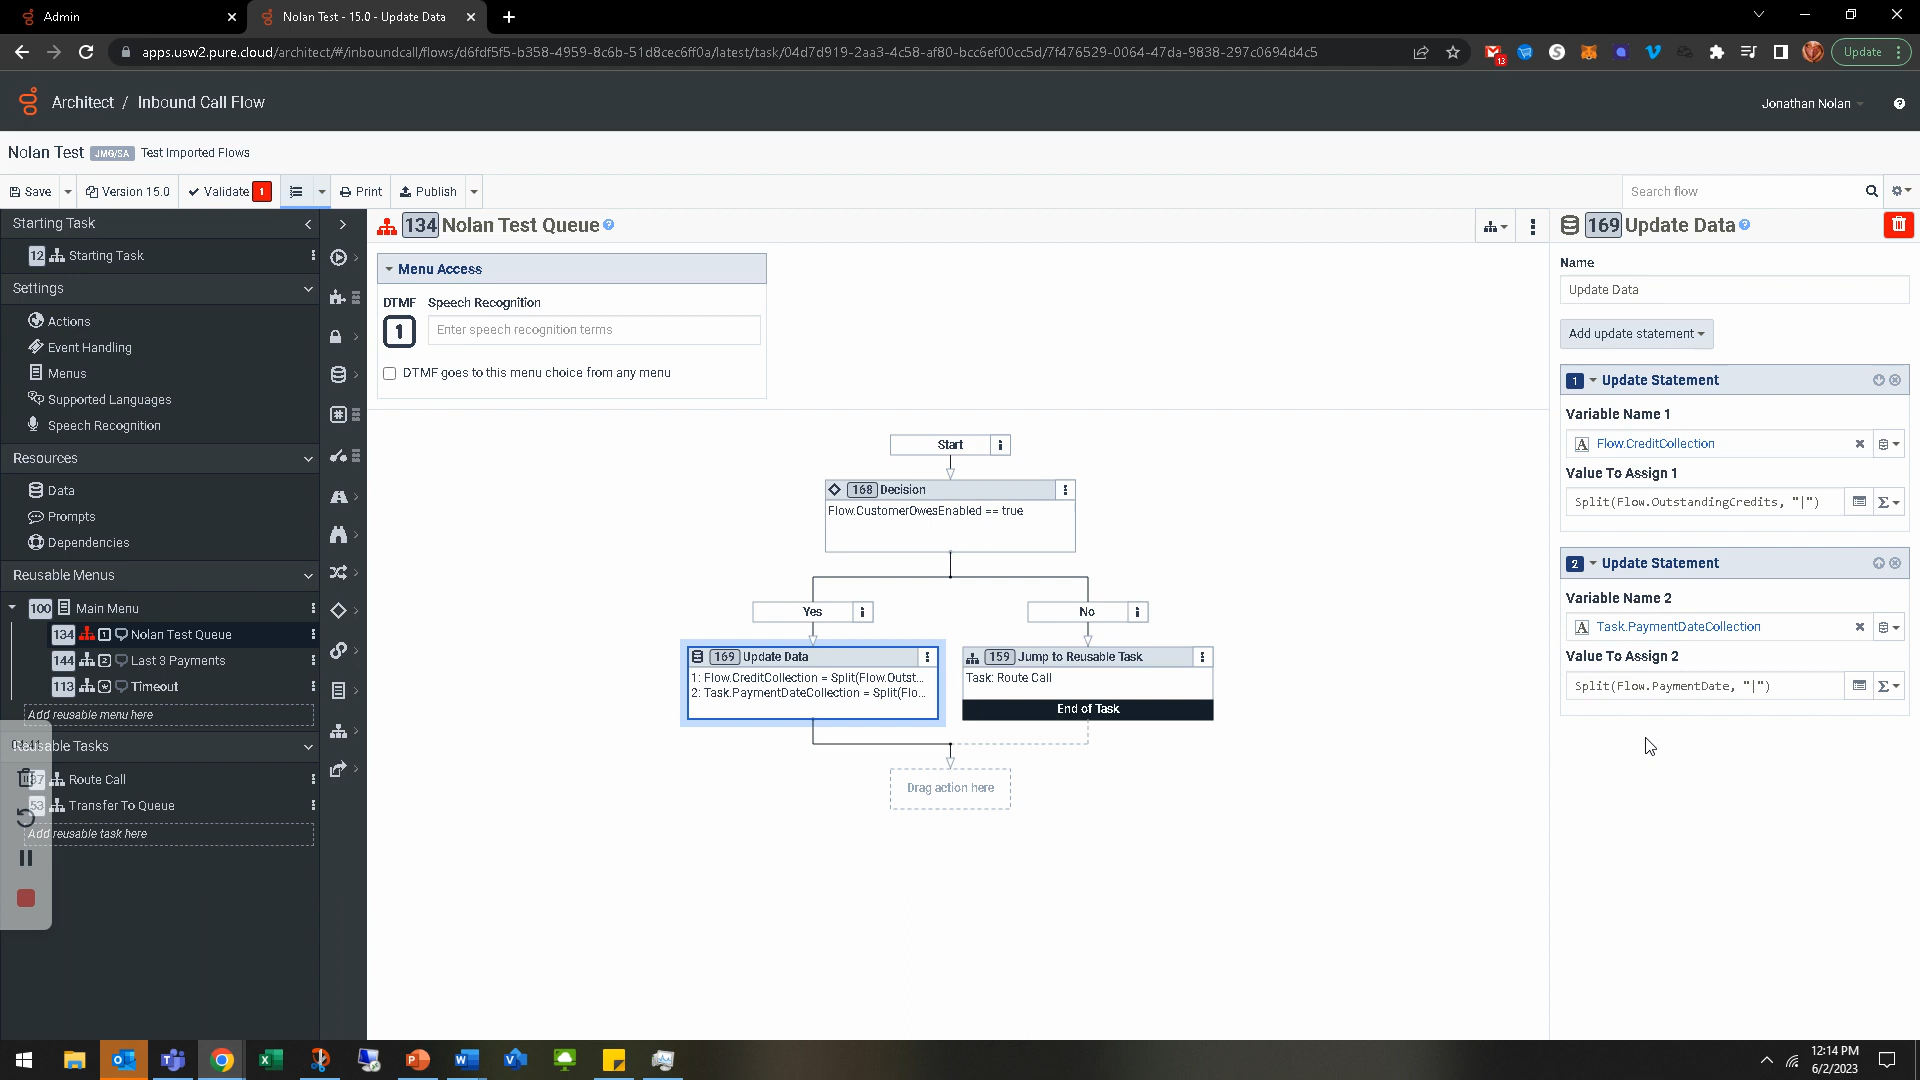 Admin
Nolan Test - 15.0 - Update Data
apps.usw2.pure.cloud/architect/#/inboundcall/flows/d6fdf5f5-b358-4959-8c6b-51d8cec6ff0a/latest/task/04d7d919-2aa3-4c58-af80-bcc6ef00cc5d/7f476529-0064-47da-9838-297c0694d4c5
13
Update
Architect / Inbound Call Flow
Jonathan Nolan
Nolan Test JMG/SA Test Imported Flows
Save
Version 15.0
Validate 1
Print
Publish
Search flow
Starting Task
12 Starting Task
Settings
Actions
Event Handling
Menus
Supported Languages
Speech Recognition
Resources
Data
Prompts
Dependencies
Reusable Menus
100 Main Menu
134 1 Nolan Test Queue
144 2 Last 3 Payments
113 Timeout
Add reusable menu here
Reusable Tasks
37 Route Call
53 Transfer To Queue
Add reusable task here
134 Nolan Test Queue
Menu Access
DTMF Speech Recognition
1 Enter speech recognition terms
DTMF goes to this menu choice from any menu
Start
168 Decision
Flow.CustomerOwesEnabled == true
Yes
No
169 Update Data
1: Flow.CreditCollection = Split(Flow.Outst...
2: Task.PaymentDateCollection = Split(Flo...
159 Jump to Reusable Task
Task: Route Call
End of Task
Drag action here
169 Update Data
Name
Update Data
Add update statement
1 Update Statement
Variable Name 1
Flow.CreditCollection
Value To Assign 1
Split(Flow.OutstandingCredits, "|")
2 Update Statement
Variable Name 2
Task.PaymentDateCollection
Value To Assign 2
Split(Flow.PaymentDate, "|")
12:14 PM
6/2/2023